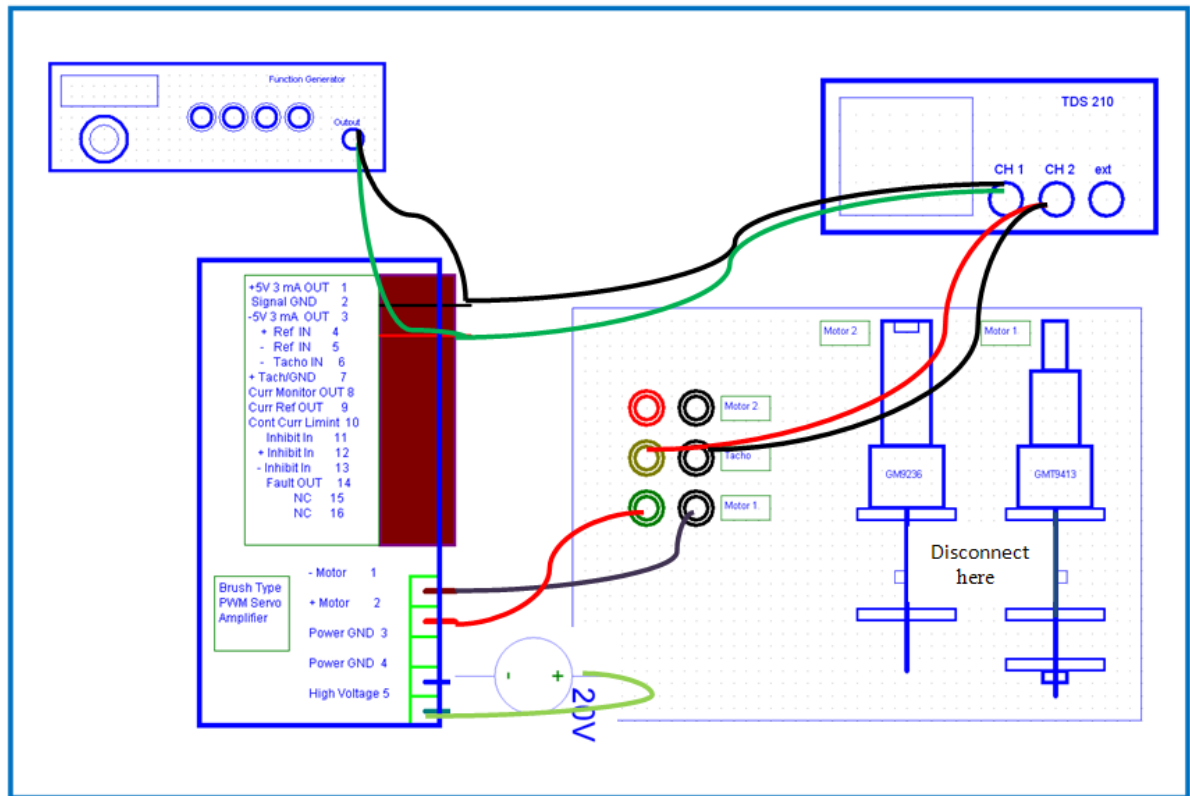 Function Generator
Output
TDS 210
CH 1 CH 2 ext
+5V 3 mA OUT 1
Signal GND 2
-5V 3 mA OUT 3
+ Ref IN 4
- Ref IN 5
- Tacho IN 6
+ Tach/GND 7
Curr Monitor OUT 8
Curr Ref OUT 9
Cont Curr Limint 10
Inhibit In 11
+ Inhibit In 12
- Inhibit In 13
Fault OUT 14
NC 15
NC 16
Motor 2
Motor 1
Motor 2
Tacho
Motor 1
GM9236
GMT9413
Disconnect
here
Brush Type
PWM Servo
Amplifier
- Motor 1
+ Motor 2
Power GND 3
Power GND 4
High Voltage 5
- +
20V